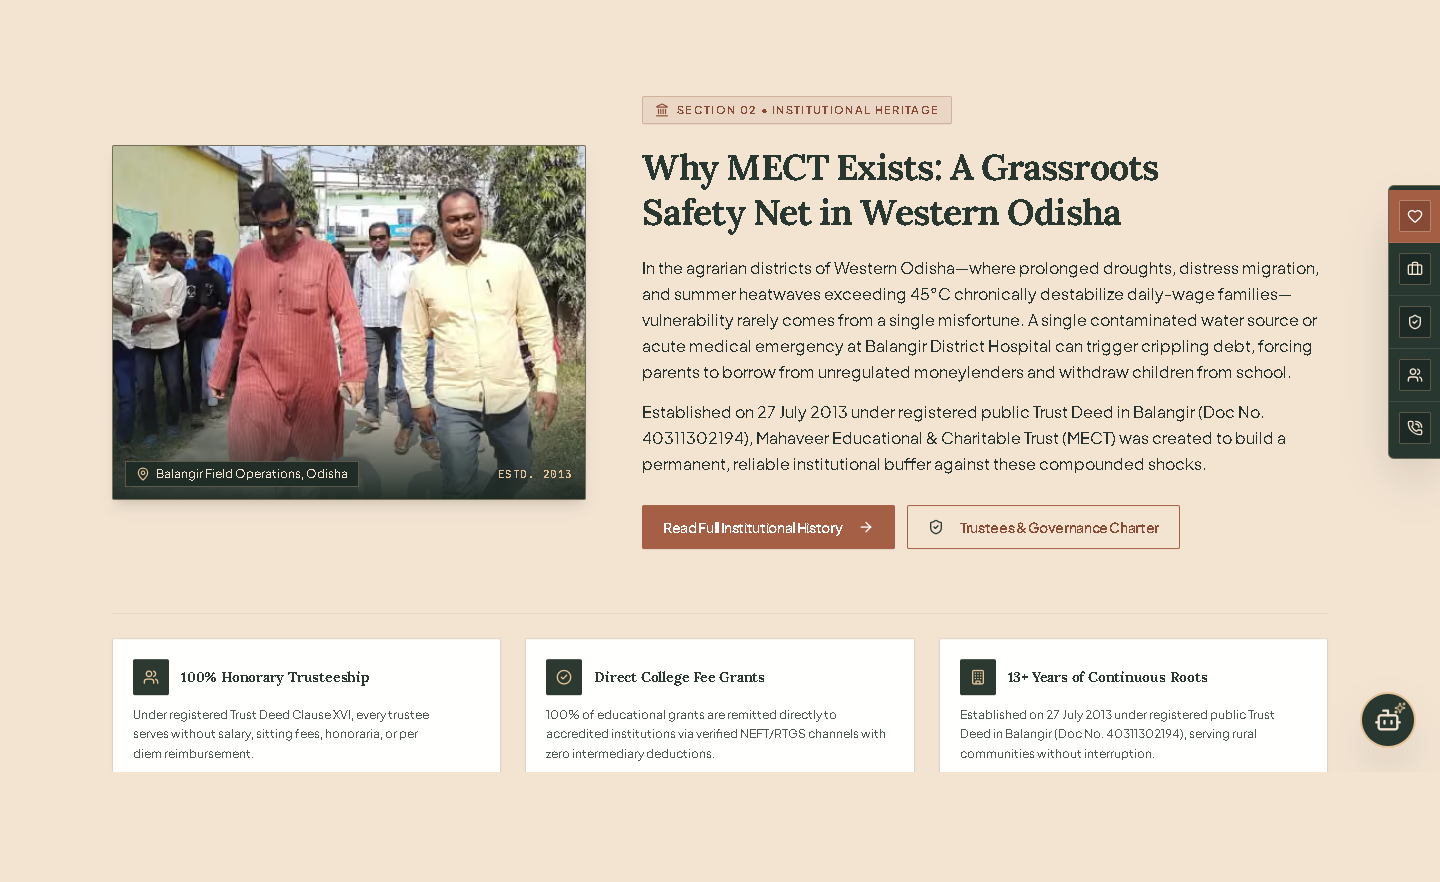 SECTION 02 • INSTITUTIONAL HERITAGE
Why MECT Exists: A Grassroots
Safety Net in Western Odisha
In the agrarian districts of Western Odisha—where prolonged droughts, distress migration,
and summer heatwaves exceeding 45°C chronically destabilize daily-wage families—
vulnerability rarely comes from a single misfortune. A single contaminated water source or
acute medical emergency at Balangir District Hospital can trigger crippling debt, forcing
parents to borrow from unregulated moneylenders and withdraw children from school.
Established on 27 July 2013 under registered public Trust Deed in Balangir (Doc No.
40311302194), Mahaveer Educational & Charitable Trust (MECT) was created to build a
permanent, reliable institutional buffer against these compounded shocks.
Balangir Field Operations, Odisha
ESTD. 2013
Read Full Institutional History
Trustees & Governance Charter
100% Honorary Trusteeship
Under registered Trust Deed Clause XVI, every trustee
serves without salary, sitting fees, honoraria, or per
diem reimbursement.
Direct College Fee Grants
100% of educational grants are remitted directly to
accredited institutions via verified NEFT/RTGS channels with
zero intermediary deductions.
13+ Years of Continuous Roots
Established on 27 July 2013 under registered public Trust
Deed in Balangir (Doc No. 40311302194), serving rural
communities without interruption.